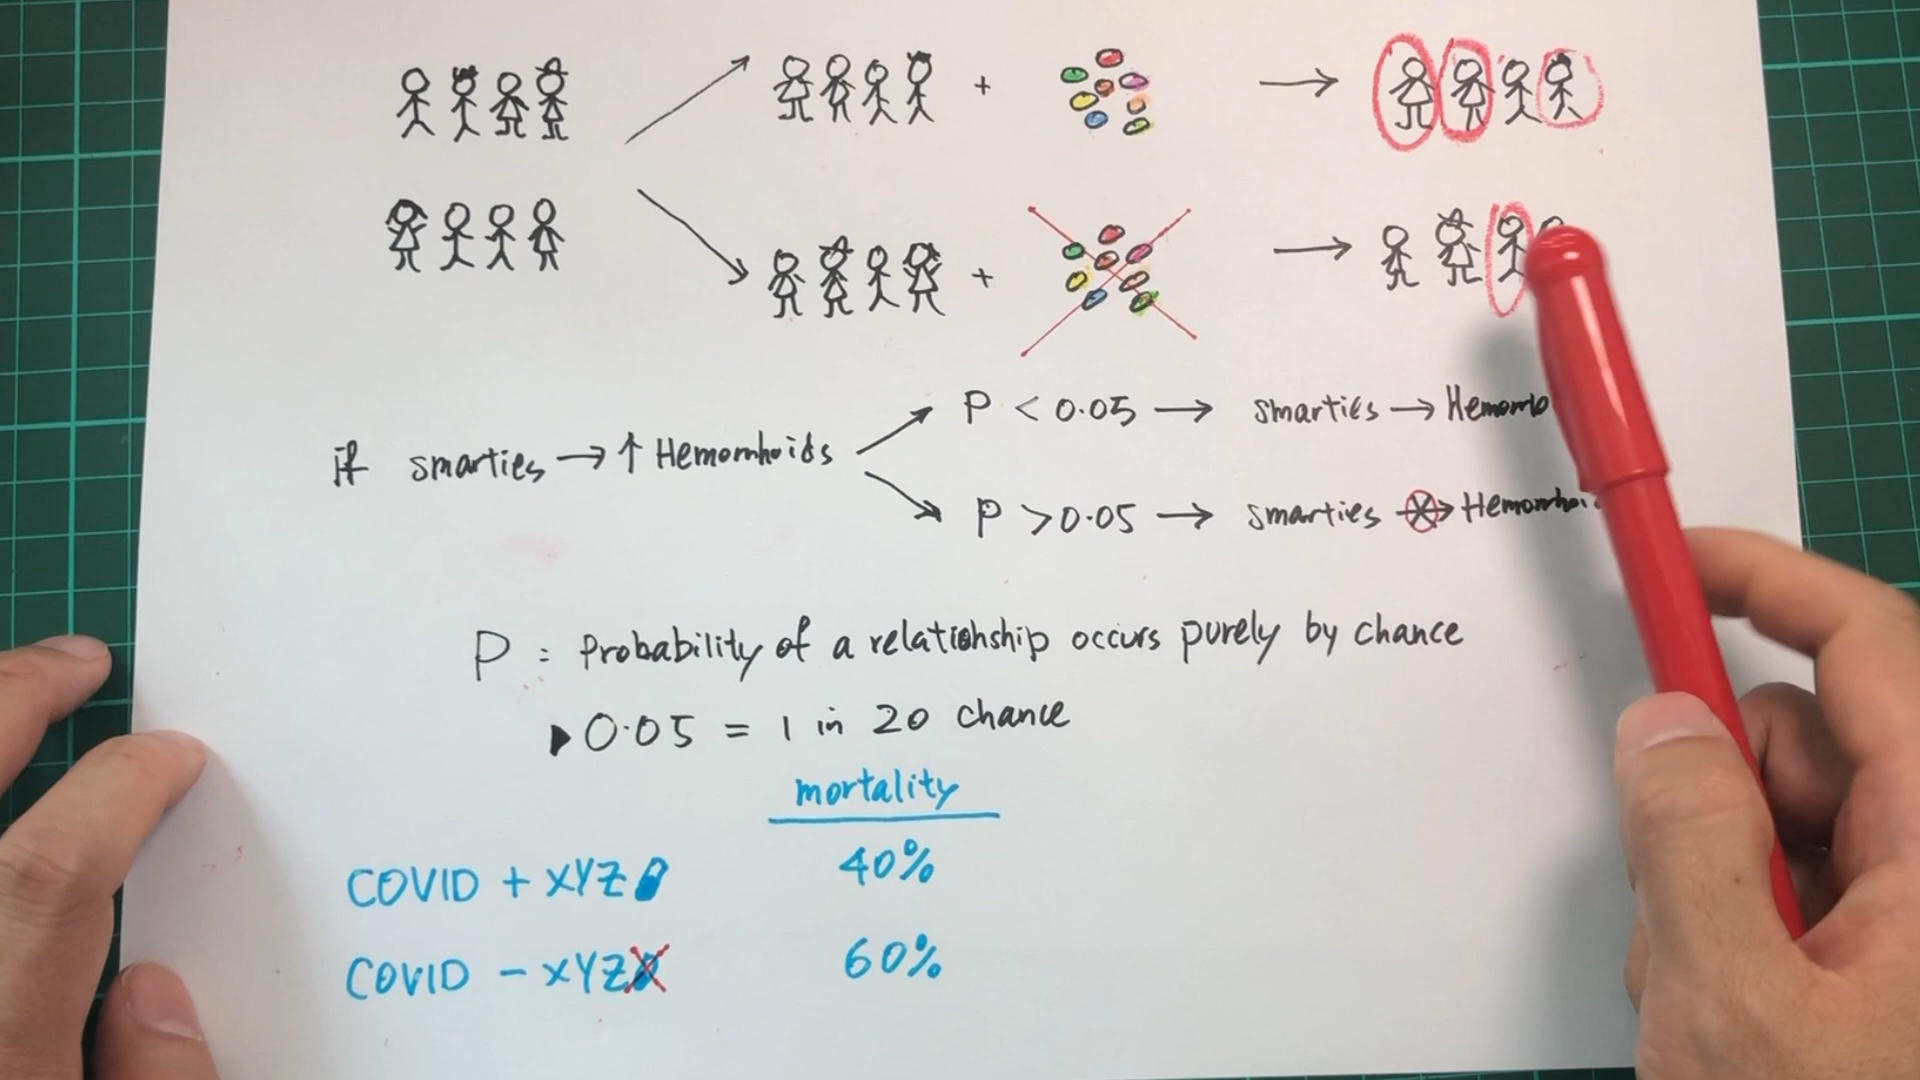 P < 0.05 → smarties → Hemorrho
if smarties → ↑ Hemorrhoids
P > 0.05 → smarties → Hemorrhoi
P : Probability of a relationship occurs purely by chance
0.05 = 1 in 20 chance
mortality
COVID + XYZ 40%
COVID - XYZ 60%